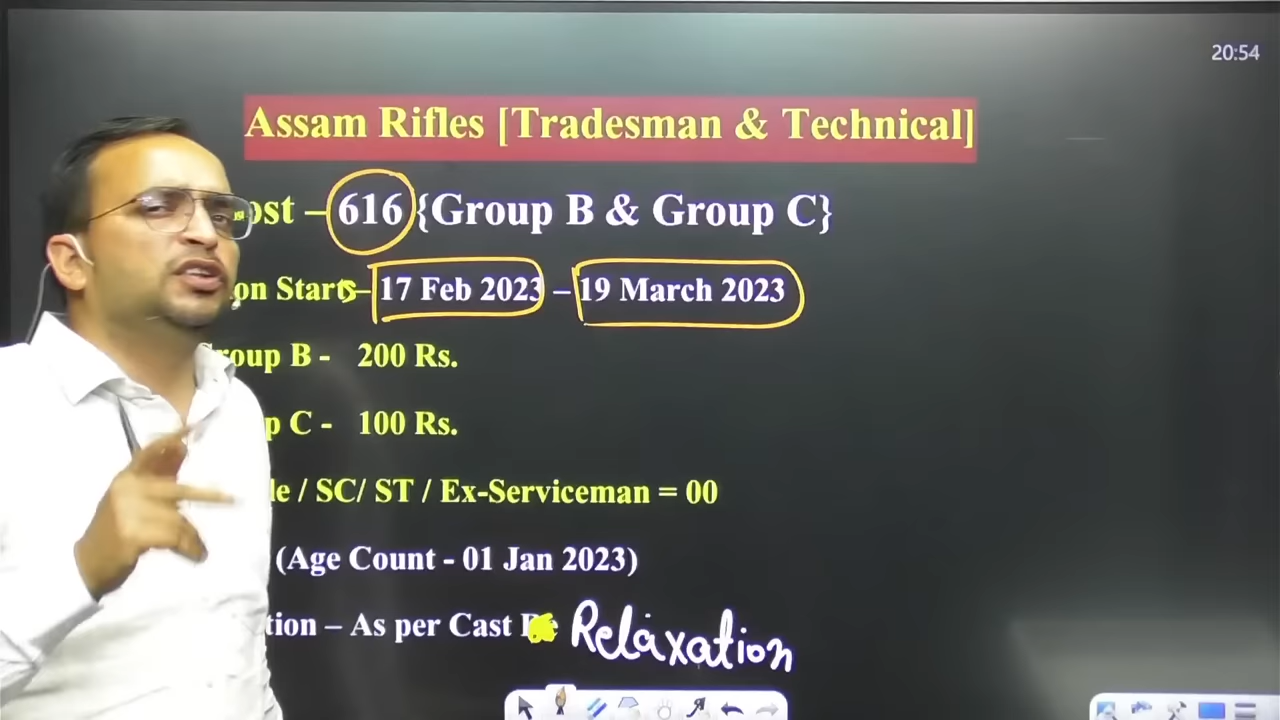 20:54
Assam Rifles [Tradesman & Technical]
ost – 616 {Group B & Group C}
on Starts – 17 Feb 2023 – 19 March 2023
roup B - 200 Rs.
p C - 100 Rs.
le / SC/ ST / Ex-Serviceman = 00
(Age Count - 01 Jan 2023)
tion – As per Cast Relaxation